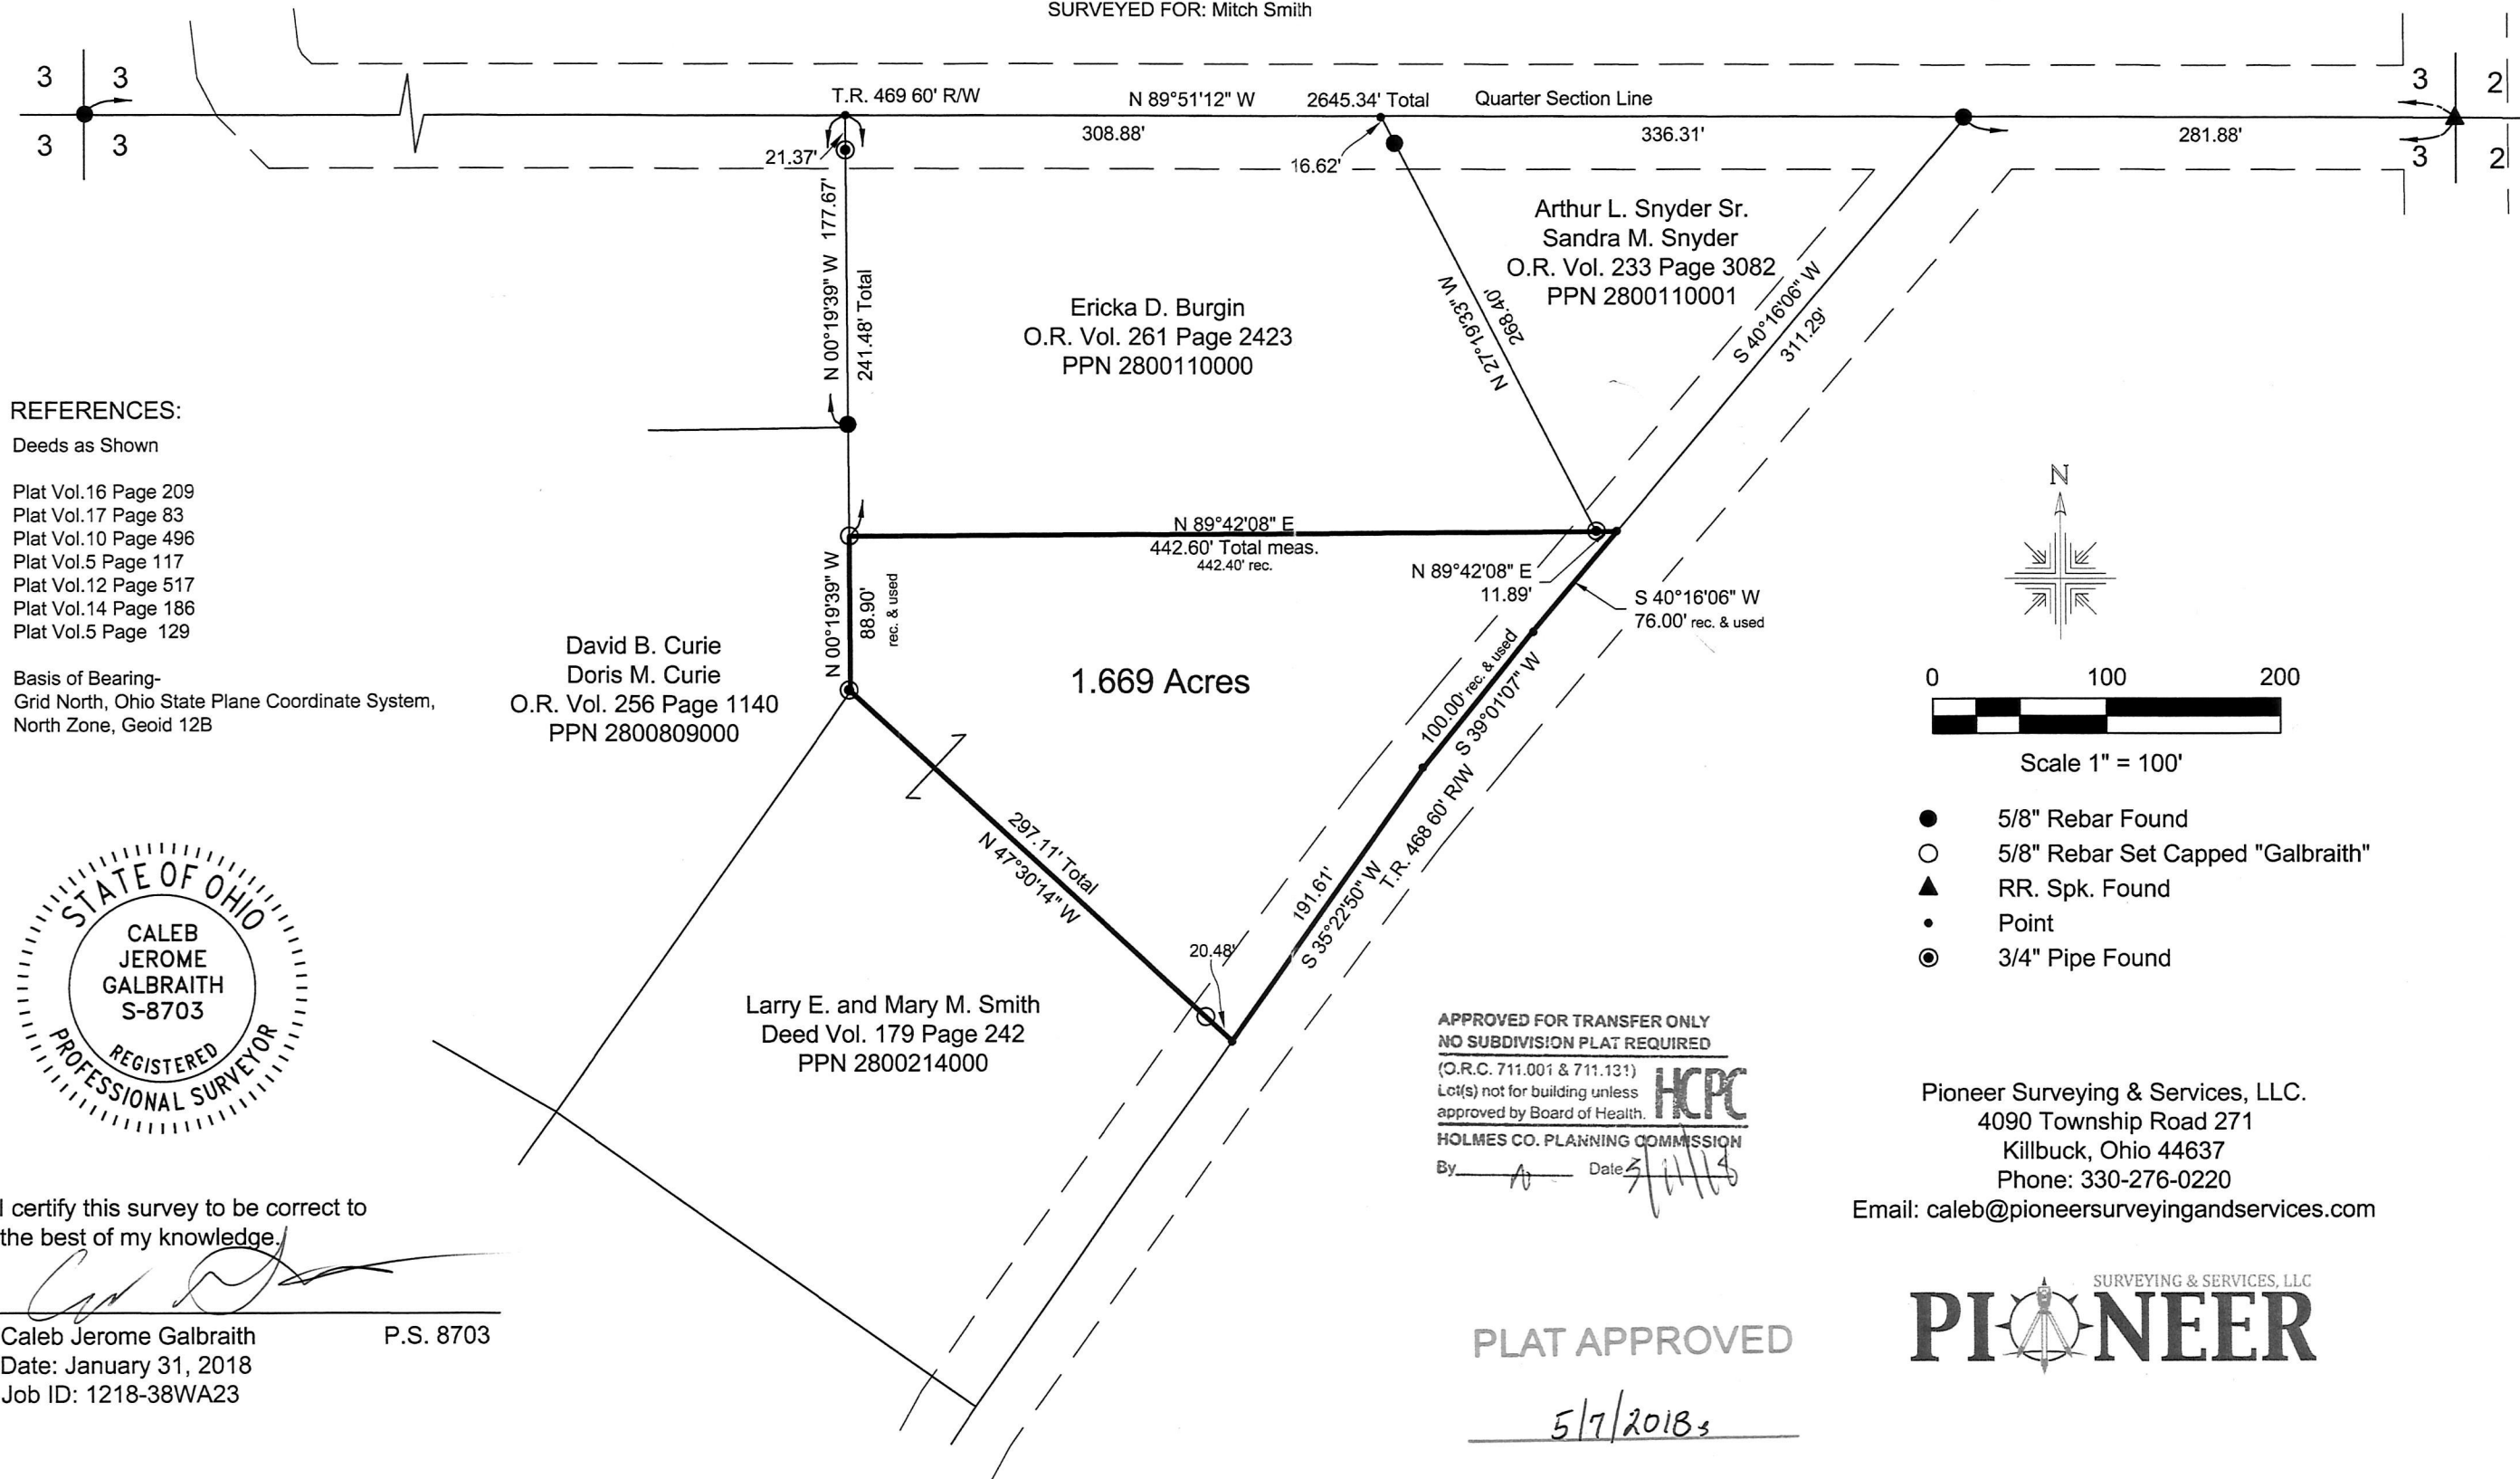 SURVEYED FOR: Mitch Smith
3 3
3 3
T.R. 469 60' R/W
N 89°51'12" W
2645.34' Total
Quarter Section Line
3 2
3 2
308.88'
336.31'
281.88'
21.37'
16.62'
N 00°19'39" W 177.67'
241.48' Total
Ericka D. Burgin
O.R. Vol. 261 Page 2423
PPN 2800110000
N 27°19'33" W
268.40'
Arthur L. Snyder Sr.
Sandra M. Snyder
O.R. Vol. 233 Page 3082
PPN 2800110001
S 40°16'06" W
311.29'
REFERENCES:
Deeds as Shown
Plat Vol.16 Page 209
Plat Vol.17 Page 83
Plat Vol.10 Page 496
Plat Vol.5 Page 117
Plat Vol.12 Page 517
Plat Vol.14 Page 186
Plat Vol.5 Page 129
Basis of Bearing-
Grid North, Ohio State Plane Coordinate System,
North Zone, Geoid 12B
N 89°42'08" E
442.60' Total meas.
442.40' rec.
N 89°42'08" E
11.89'
S 40°16'06" W
76.00' rec. & used
N 00°19'39" W
88.90'
rec. & used
David B. Curie
Doris M. Curie
O.R. Vol. 256 Page 1140
PPN 2800809000
1.669 Acres
100.00' rec. & used
S 39°01'07" W
T.R. 468 60' R/W
191.61'
S 35°22'50" W
297.11' Total
N 47°30'14" W
20.48'
Larry E. and Mary M. Smith
Deed Vol. 179 Page 242
PPN 2800214000
N
0 100 200
Scale 1" = 100'
5/8" Rebar Found
5/8" Rebar Set Capped "Galbraith"
RR. Spk. Found
Point
3/4" Pipe Found
STATE OF OHIO
CALEB
JEROME
GALBRAITH
S-8703
REGISTERED
PROFESSIONAL SURVEYOR
I certify this survey to be correct to
the best of my knowledge.
Caleb Jerome Galbraith P.S. 8703
Date: January 31, 2018
Job ID: 1218-38WA23
APPROVED FOR TRANSFER ONLY
NO SUBDIVISION PLAT REQUIRED
(O.R.C. 711.001 & 711.131)
Lot(s) not for building unless
approved by Board of Health.
HCPC
HOLMES CO. PLANNING COMMISSION
By Date
PLAT APPROVED
5/7/2018
Pioneer Surveying & Services, LLC.
4090 Township Road 271
Killbuck, Ohio 44637
Phone: 330-276-0220
Email: caleb@pioneersurveyingandservices.com
SURVEYING & SERVICES, LLC
PIONEER